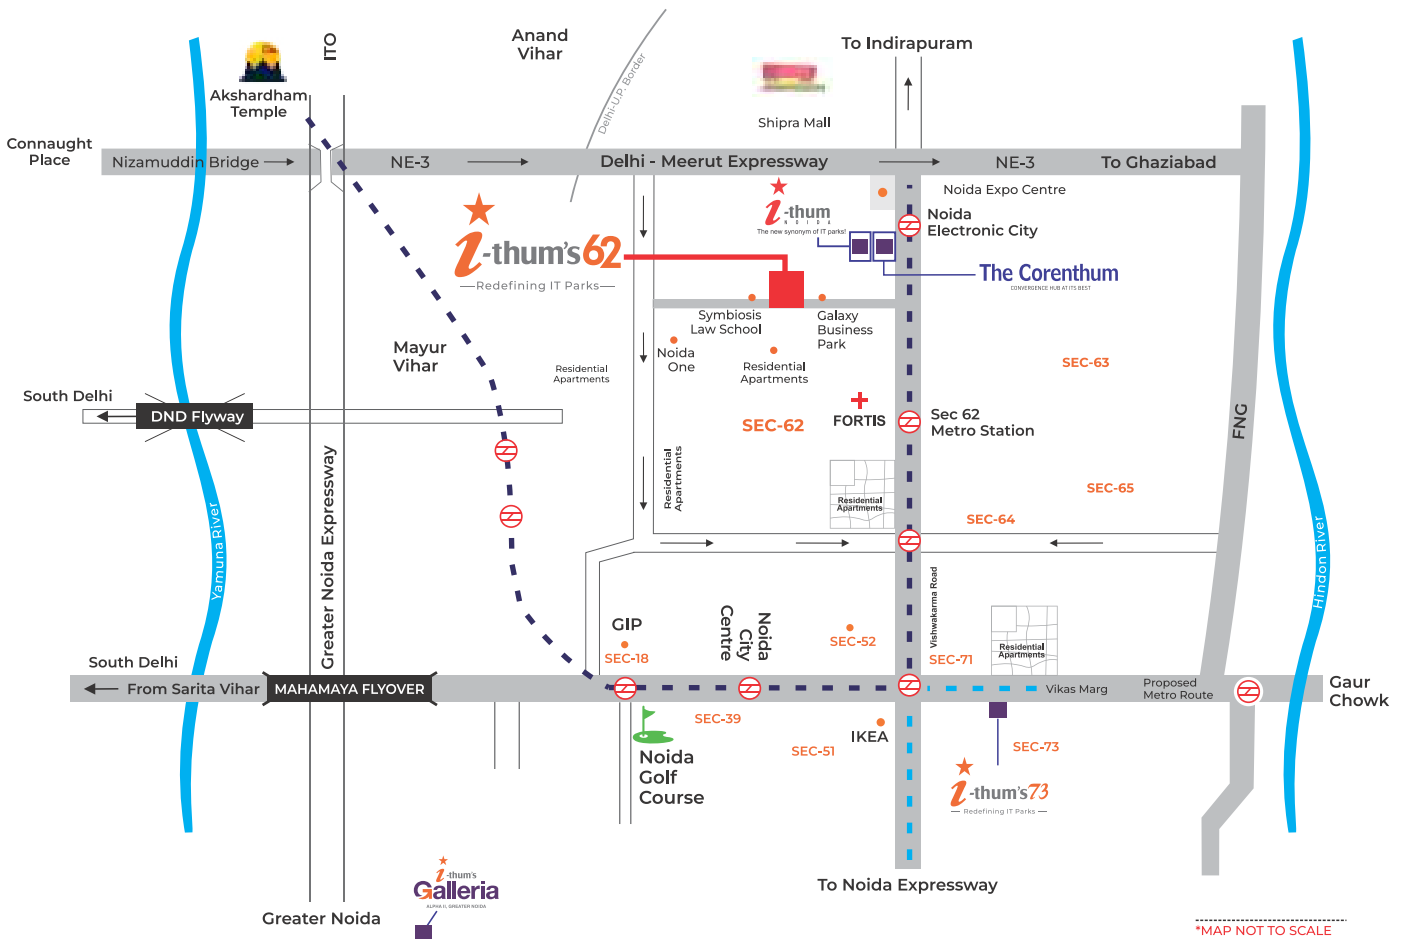 ITO
Anand
Vihar
To Indirapuram
Akshardham
Temple
Delhi-U.P. Border
Shipra Mall
Connaught
Place
Nizamuddin Bridge
NE-3
Delhi - Meerut Expressway
NE-3
To Ghaziabad
Noida Expo Centre
i-thum
NOIDA
The new synonym of IT parks!
Noida
Electronic City
i-thum's 62
Redefining IT Parks
The Corenthum
CONVERGENCE HUB AT ITS BEST
Symbiosis
Law School
Galaxy
Business
Park
Noida
One
Residential
Apartments
Mayur
Vihar
Residential
Apartments
SEC-63
South Delhi
DND Flyway
SEC-62
FORTIS
Sec 62
Metro Station
FNG
Residential
Apartments
Residential
Apartments
SEC-65
SEC-64
Yamuna River
Greater Noida Expressway
Hindon River
Vishwakarma Road
GIP
SEC-18
Noida
City
Centre
SEC-52
SEC-71
Residential
Apartments
South Delhi
From Sarita Vihar
MAHAMAYA FLYOVER
Vikas Marg
Proposed
Metro Route
Gaur
Chowk
SEC-39
IKEA
SEC-51
SEC-73
Noida
Golf
Course
i-thum's 73
Redefining IT Parks
i-thum's
Galleria
ALPHA II, GREATER NOIDA
To Noida Expressway
Greater Noida
*MAP NOT TO SCALE